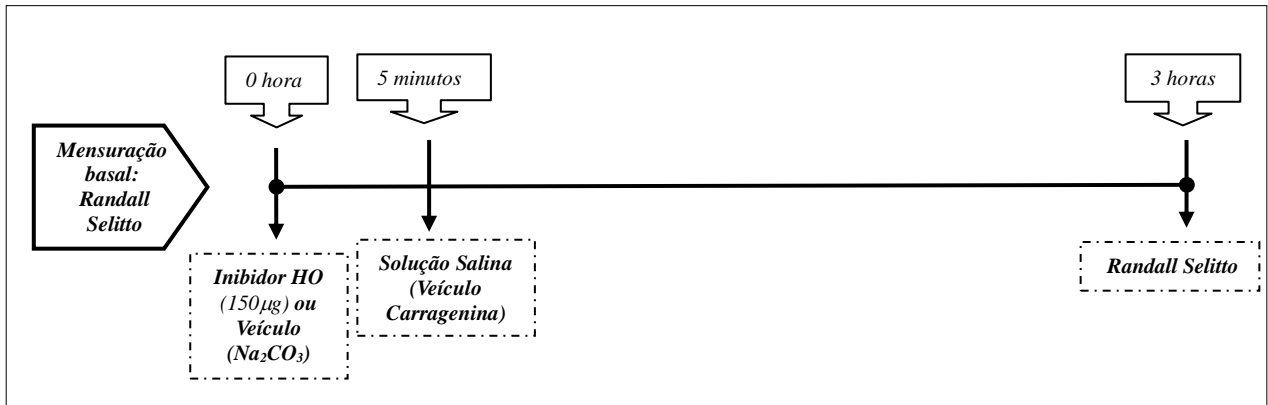 0 hora
5 minutos
3 horas
Mensuração
basal:
Randall
Selitto
Inibidor HO
(150µg) ou
Veículo
(Na₂CO₃)
Solução Salina
(Veículo
Carragenina)
Randall Selitto